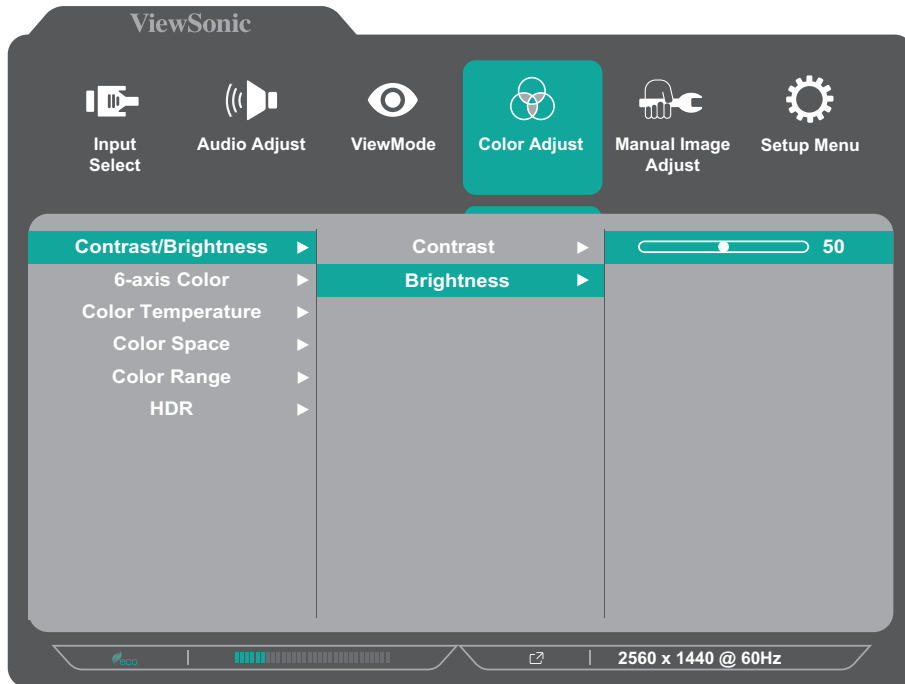 ViewSonic
Input Select
Audio Adjust
ViewMode
Color Adjust
Manual Image Adjust
Setup Menu
Contrast/Brightness
Contrast
50
6-axis Color
Brightness
Color Temperature
Color Space
Color Range
HDR
eco
2560 x 1440 @ 60Hz